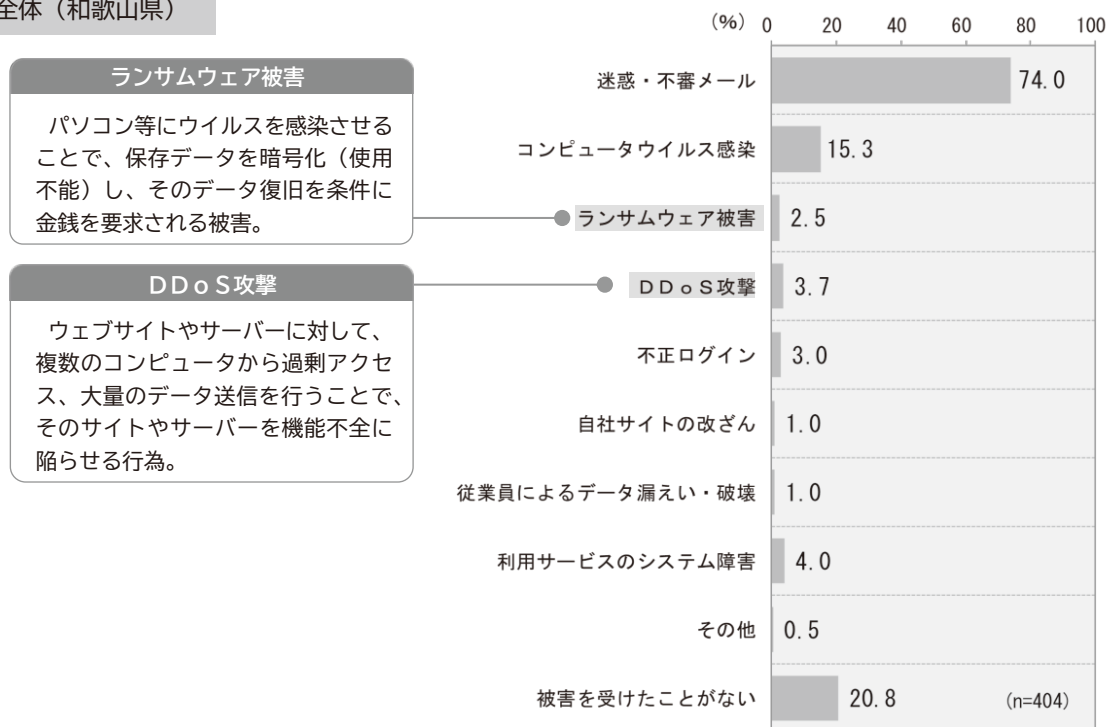 全体（和歌山県）
ランサムウェア被害
パソコン等にウイルスを感染させる
ことで、保存データを暗号化（使用
不能）し、そのデータ復旧を条件に
金銭を要求される被害。
ＤＤｏＳ攻撃
ウェブサイトやサーバーに対して、
複数のコンピュータから過剰アクセ
ス、大量のデータ送信を行うことで、
そのサイトやサーバーを機能不全に
陥らせる行為。
（%） 0 20 40 60 80 100
迷惑・不審メール 74.0
コンピュータウイルス感染 15.3
ランサムウェア被害 2.5
ＤＤｏＳ攻撃 3.7
不正ログイン 3.0
自社サイトの改ざん 1.0
従業員によるデータ漏えい・破壊 1.0
利用サービスのシステム障害 4.0
その他 0.5
被害を受けたことがない 20.8 (n=404)